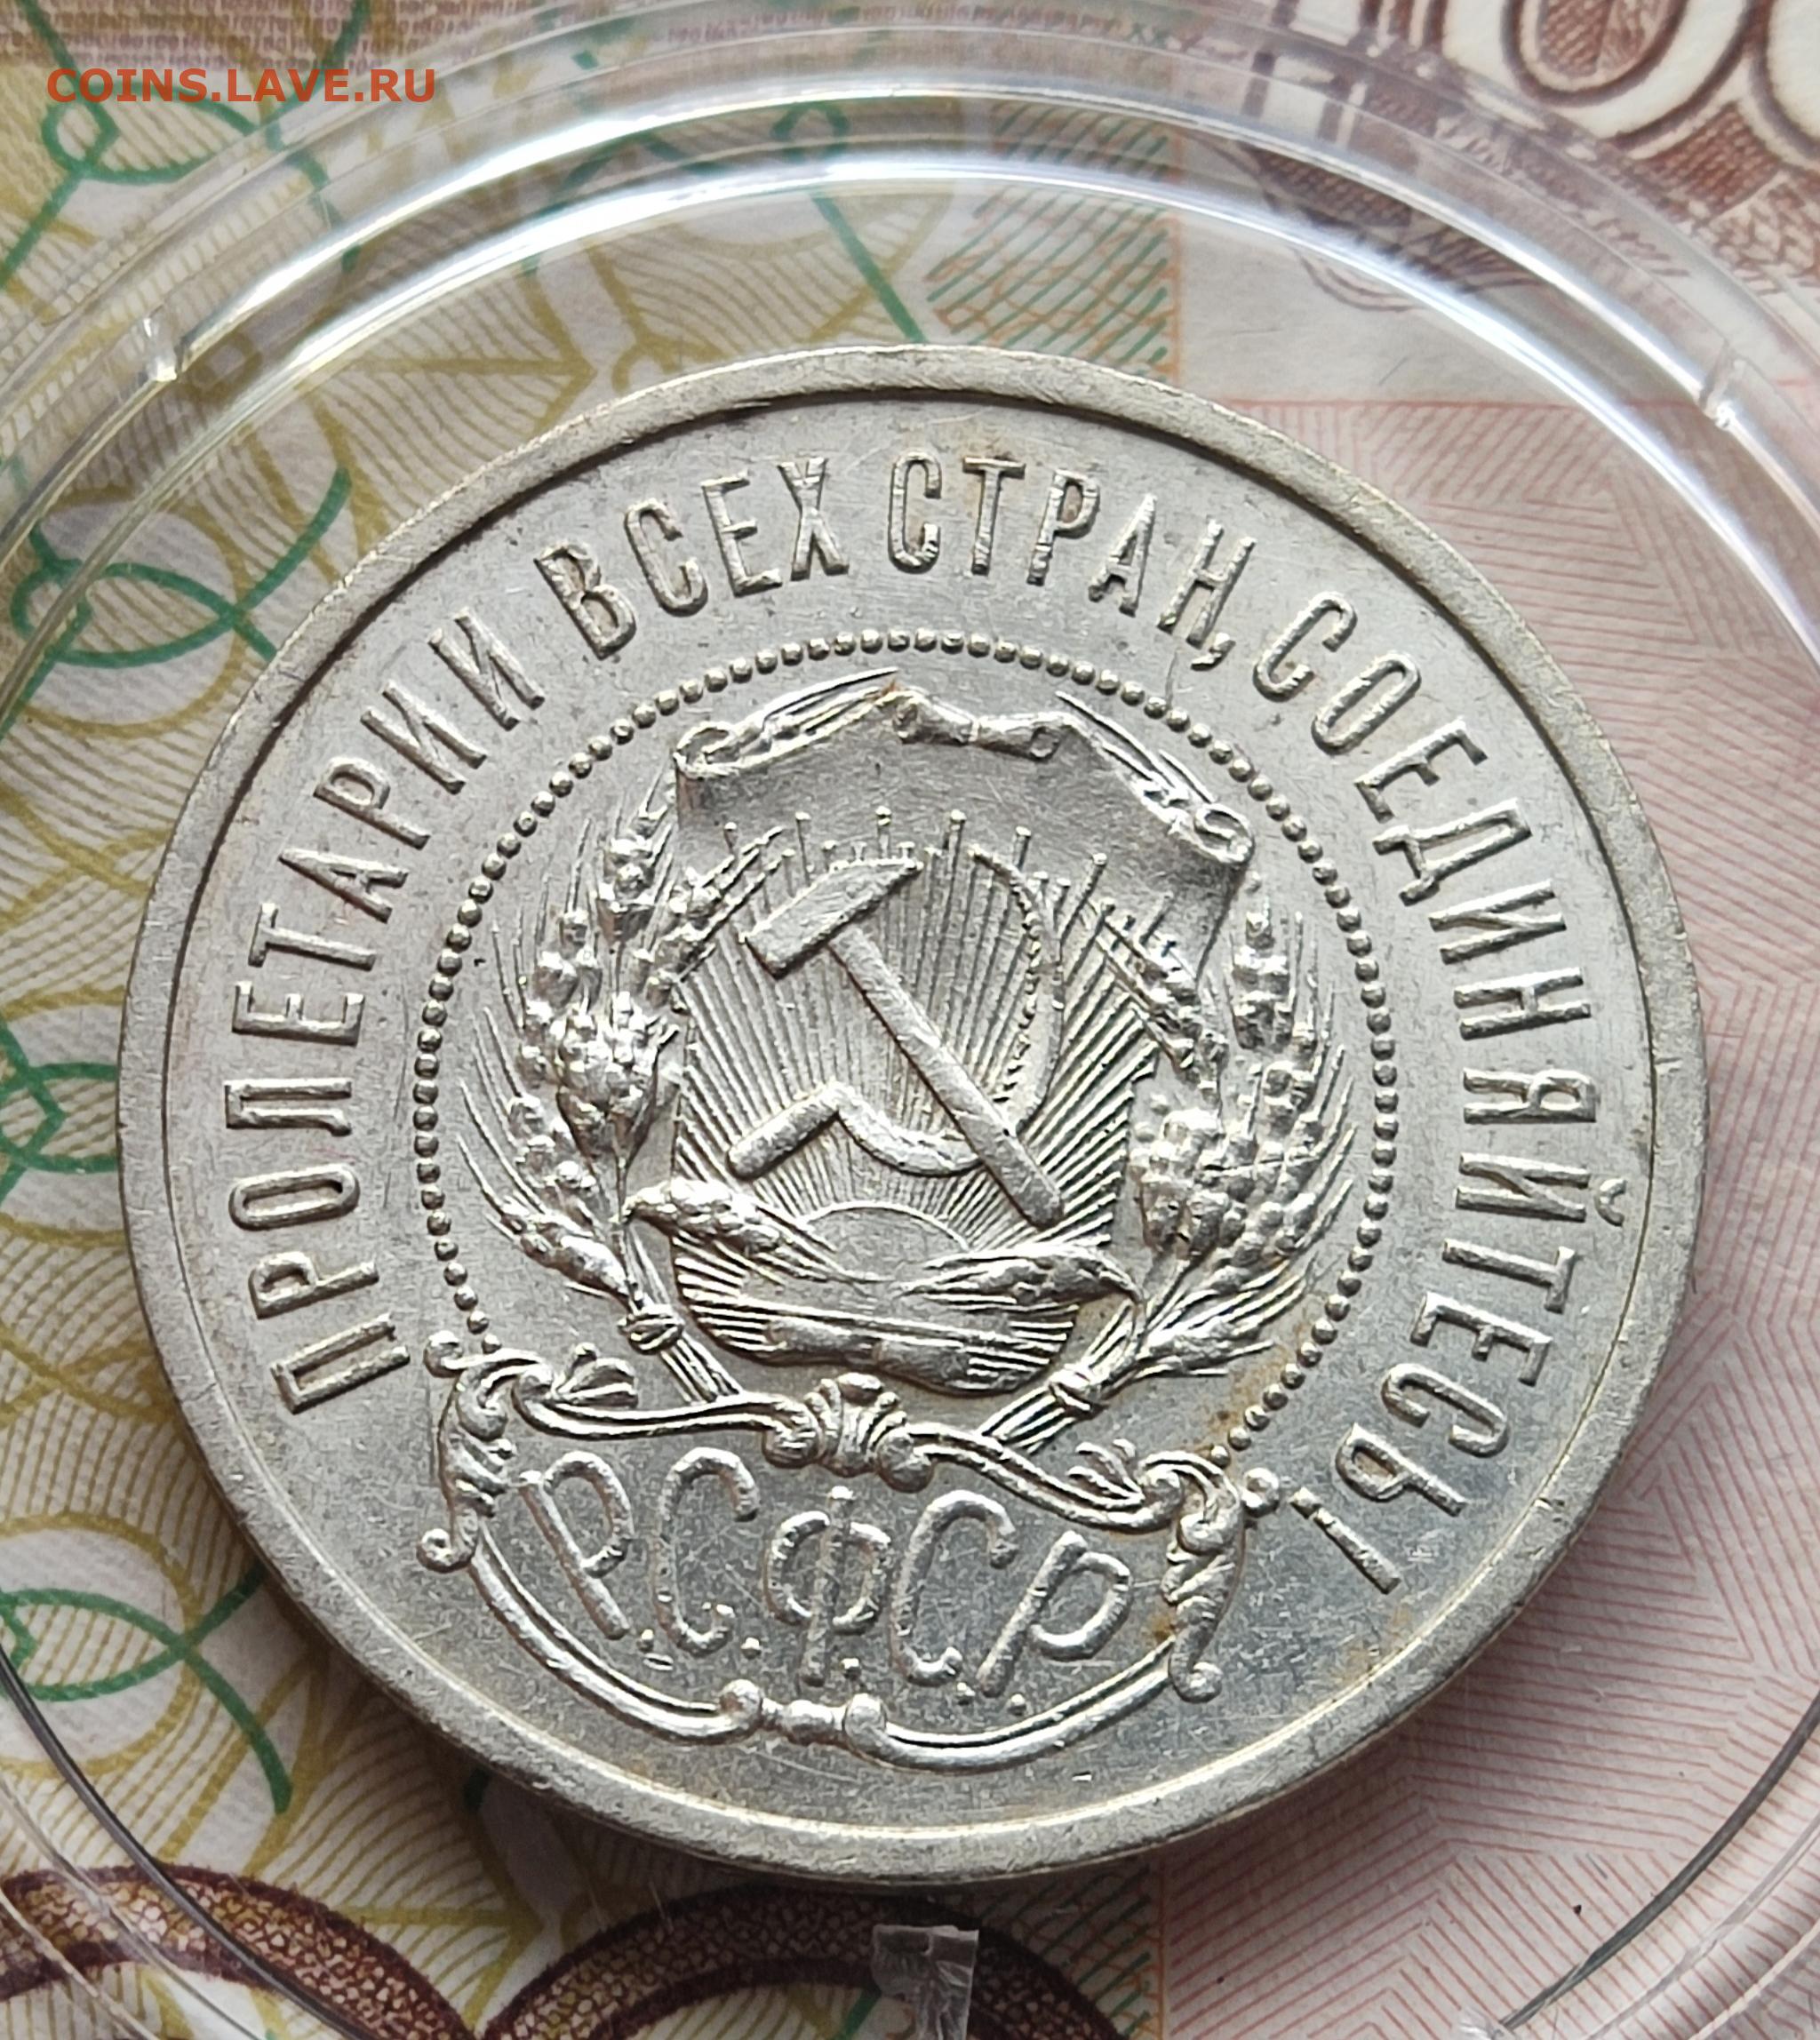 COINS.LAVE.RU
ПРОЛЕТАРИИ ВСЕХ СТРАН, СОЕДИНЯЙТЕСЬ!
Р.С.Ф.С.Р.